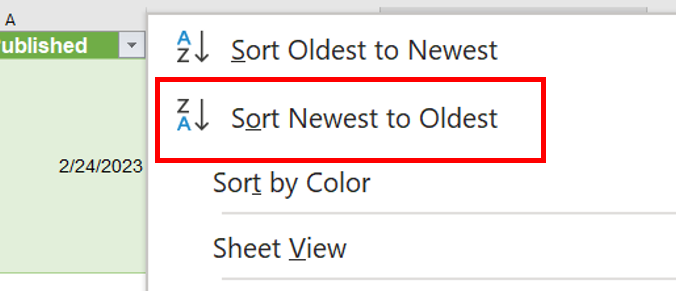 A
ublished
A
Z
Sort Oldest to Newest
Z
A
Sort Newest to Oldest
2/24/2023
Sort by Color
Sheet View